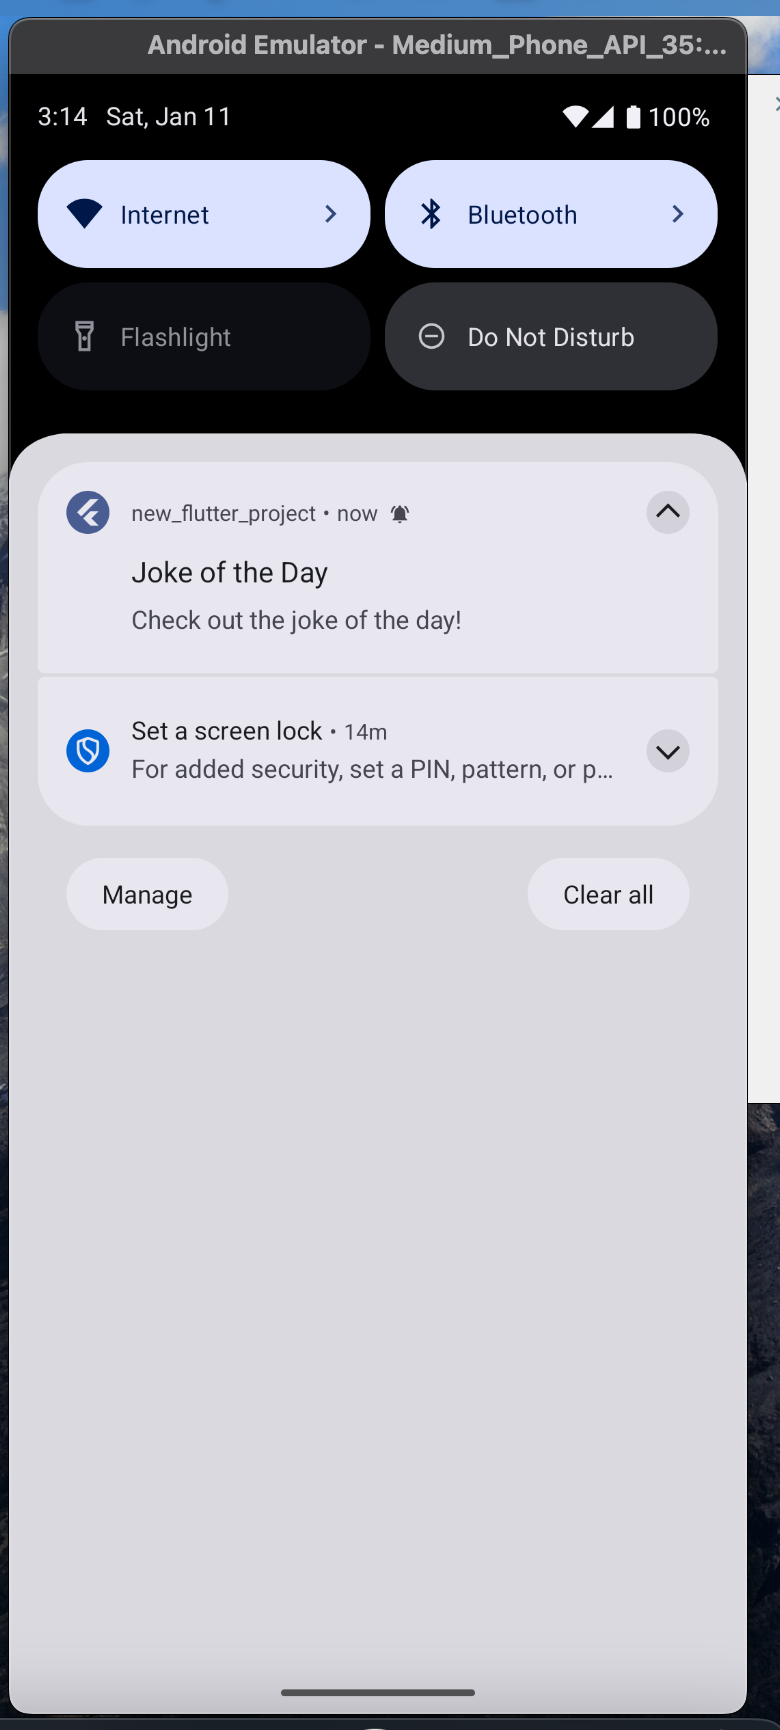 Android Emulator - Medium_Phone_API_35:...
3:14 Sat, Jan 11 100%
Internet
Bluetooth
Flashlight
Do Not Disturb
new_flutter_project • now
Joke of the Day
Check out the joke of the day!
Set a screen lock • 14m
For added security, set a PIN, pattern, or p...
Manage
Clear all